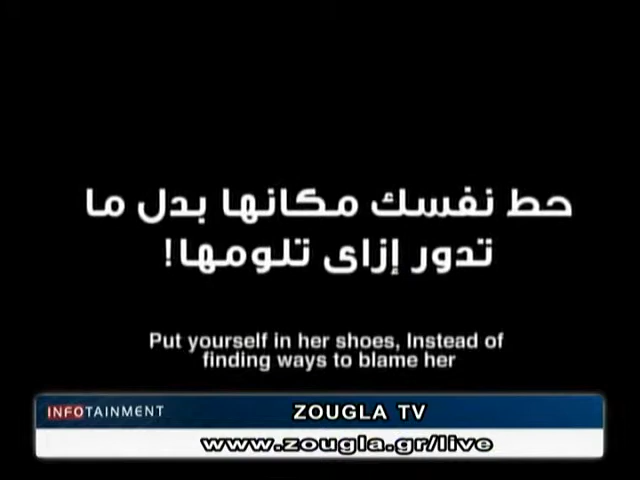 حط نفسك مكانها بدل ما
تدور إزاى تلومها!
Put yourself in her shoes, Instead of
finding ways to blame her
INFOTAINMENT
ZOUGLA TV
www.zougla.gr/live